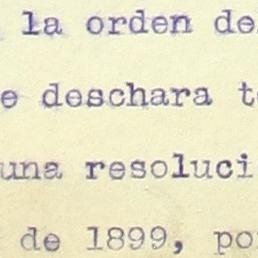 la orden de
e deschara t
una resoluci
de 1899, po